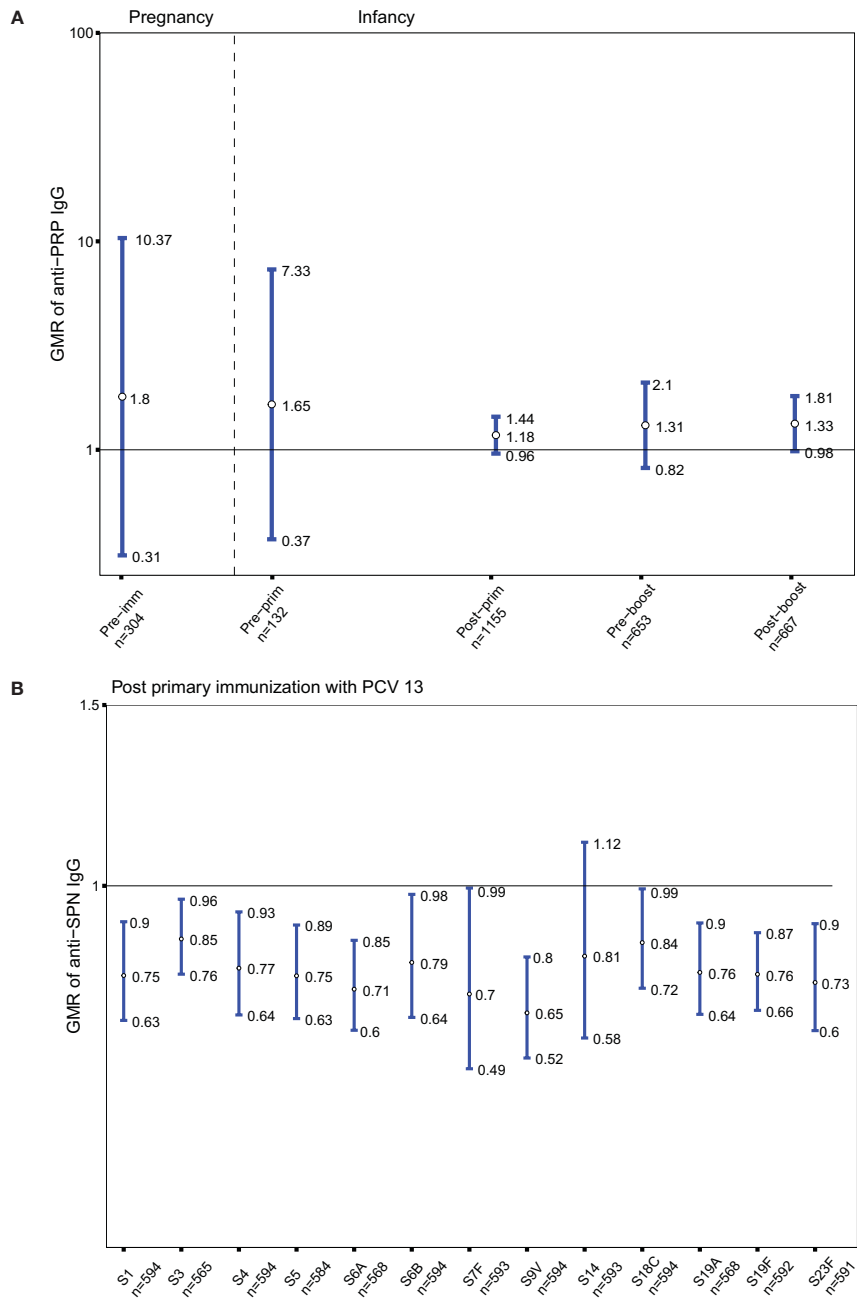 A
Pregnancy Infancy
100
10
1
GMR of anti−PRP IgG
10.37
1.8
0.31
7.33
1.65
0.37
1.44
1.18
0.96
2.1
1.31
0.82
1.81
1.33
0.98
Pre−imm
n=304
Pre−prim
n=132
Post−prim
n=1155
Pre−boost
n=653
Post−boost
n=667
B
Post primary immunization with PCV 13
1.5
1
GMR of anti−SPN IgG
0.9
0.75
0.63
0.96
0.85
0.76
0.93
0.77
0.64
0.89
0.75
0.63
0.85
0.71
0.6
0.98
0.79
0.64
0.99
0.7
0.49
0.8
0.65
0.52
1.12
0.81
0.58
0.99
0.84
0.72
0.9
0.76
0.64
0.87
0.76
0.66
0.9
0.73
0.6
S1
n=594
S3
n=565
S4
n=594
S5
n=584
S6A
n=568
S6B
n=594
S7F
n=593
S9V
n=594
S14
n=593
S18C
n=594
S19A
n=568
S19F
n=592
S23F
n=591